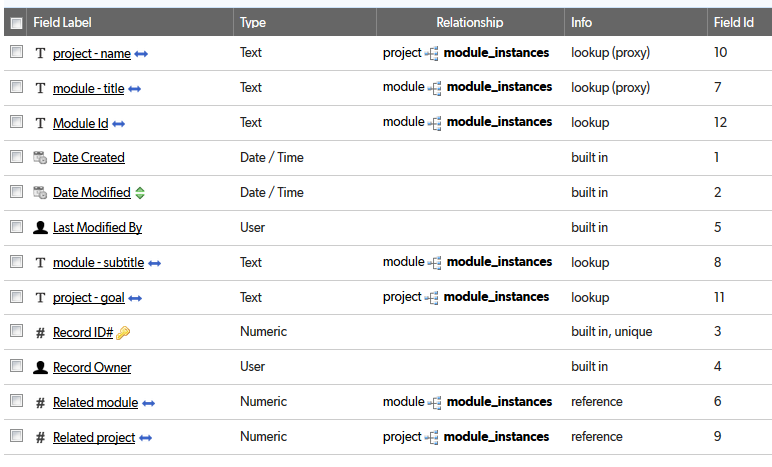 Field Label Type Relationship Info Field Id
project - name Text project module_instances lookup (proxy) 10
module - title Text module module_instances lookup (proxy) 7
Module Id Text module module_instances lookup 12
Date Created Date / Time built in 1
Date Modified Date / Time built in 2
Last Modified By User built in 5
module - subtitle Text module module_instances lookup 8
project - goal Text project module_instances lookup 11
Record ID# Numeric built in, unique 3
Record Owner User built in 4
Related module Numeric module module_instances reference 6
Related project Numeric project module_instances reference 9